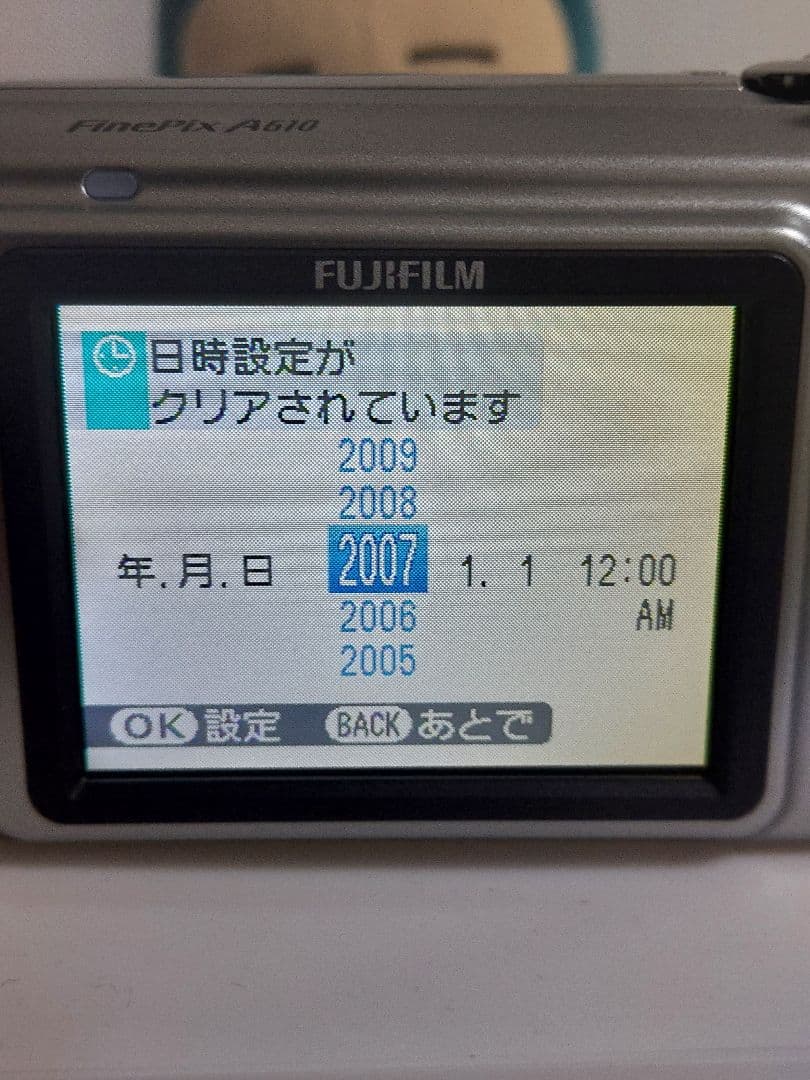 FinePix A610
FUJIFILM
日時設定が
クリアされています
2009
2008
年.月.日 2007 1. 1 12:00
2006 AM
2005
OK 設定 BACK あとで